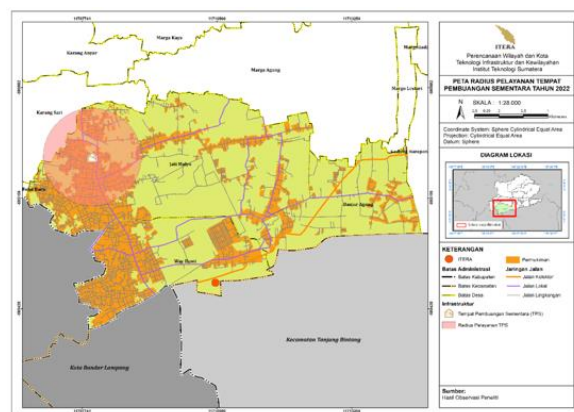 Marga Kaya
Karang Anyar
Marga Agung
Marga Lestari
Karang Sari
Jati Mulyo
Banjar Agung
Way Huwi
Kecamatan Tanjung Bintang
Kota Bandar Lampung
ITERA
Perencanaan Wilayah dan Kota
Teknologi Infrastruktur dan Kewilayahan
Institut Teknologi Sumatera
PETA RADIUS PELAYANAN TEMPAT
PEMBUANGAN SEMENTARA TAHUN 2022
N
SKALA : 1:28.000
Coordinate System: Sphere Cylindrical Equal Area
Projection: Cylindrical Equal Area
Datum: Sphere
DIAGRAM LOKASI
KETERANGAN
ITERA
Permukiman
Batas Administrasi
Jaringan Jalan
Batas Kabupaten
Jalan Kolektor
Batas Kecamatan
Jalan Lokal
Batas Desa
Jalan Lingkungan
Infrastruktur
Tempat Pembuangan Sementara (TPS)
Radius Pelayanan TPS
Sumber:
Hasil Observasi Peneliti